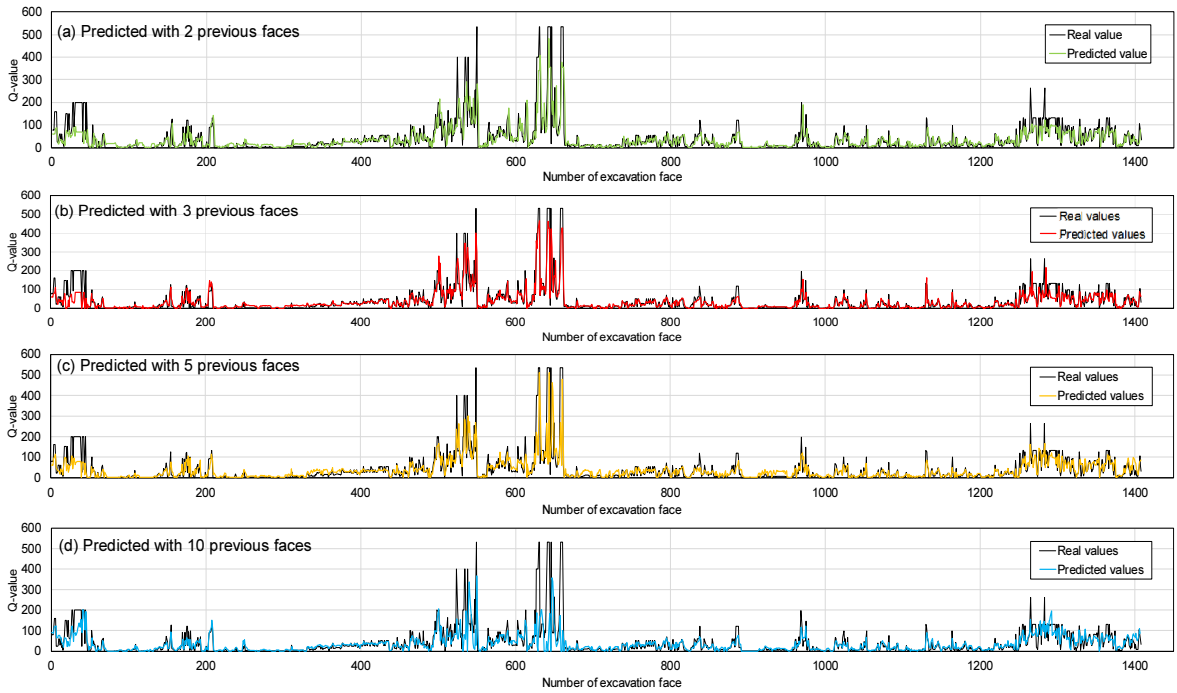 (a) Predicted with 2 previous faces
Real value
Predicted value
Q-value
600
500
400
300
200
100
0
0 200 400 600 800 1000 1200 1400
Number of excavation face
(b) Predicted with 3 previous faces
Real values
Predicted values
Q-value
600
500
400
300
200
100
0
0 200 400 600 800 1000 1200 1400
Number of excavation face
(c) Predicted with 5 previous faces
Real values
Predicted values
Q-value
600
500
400
300
200
100
0
0 200 400 600 800 1000 1200 1400
Number of excavation face
(d) Predicted with 10 previous faces
Real values
Predicted values
Q-value
600
500
400
300
200
100
0
0 200 400 600 800 1000 1200 1400
Number of excavation face